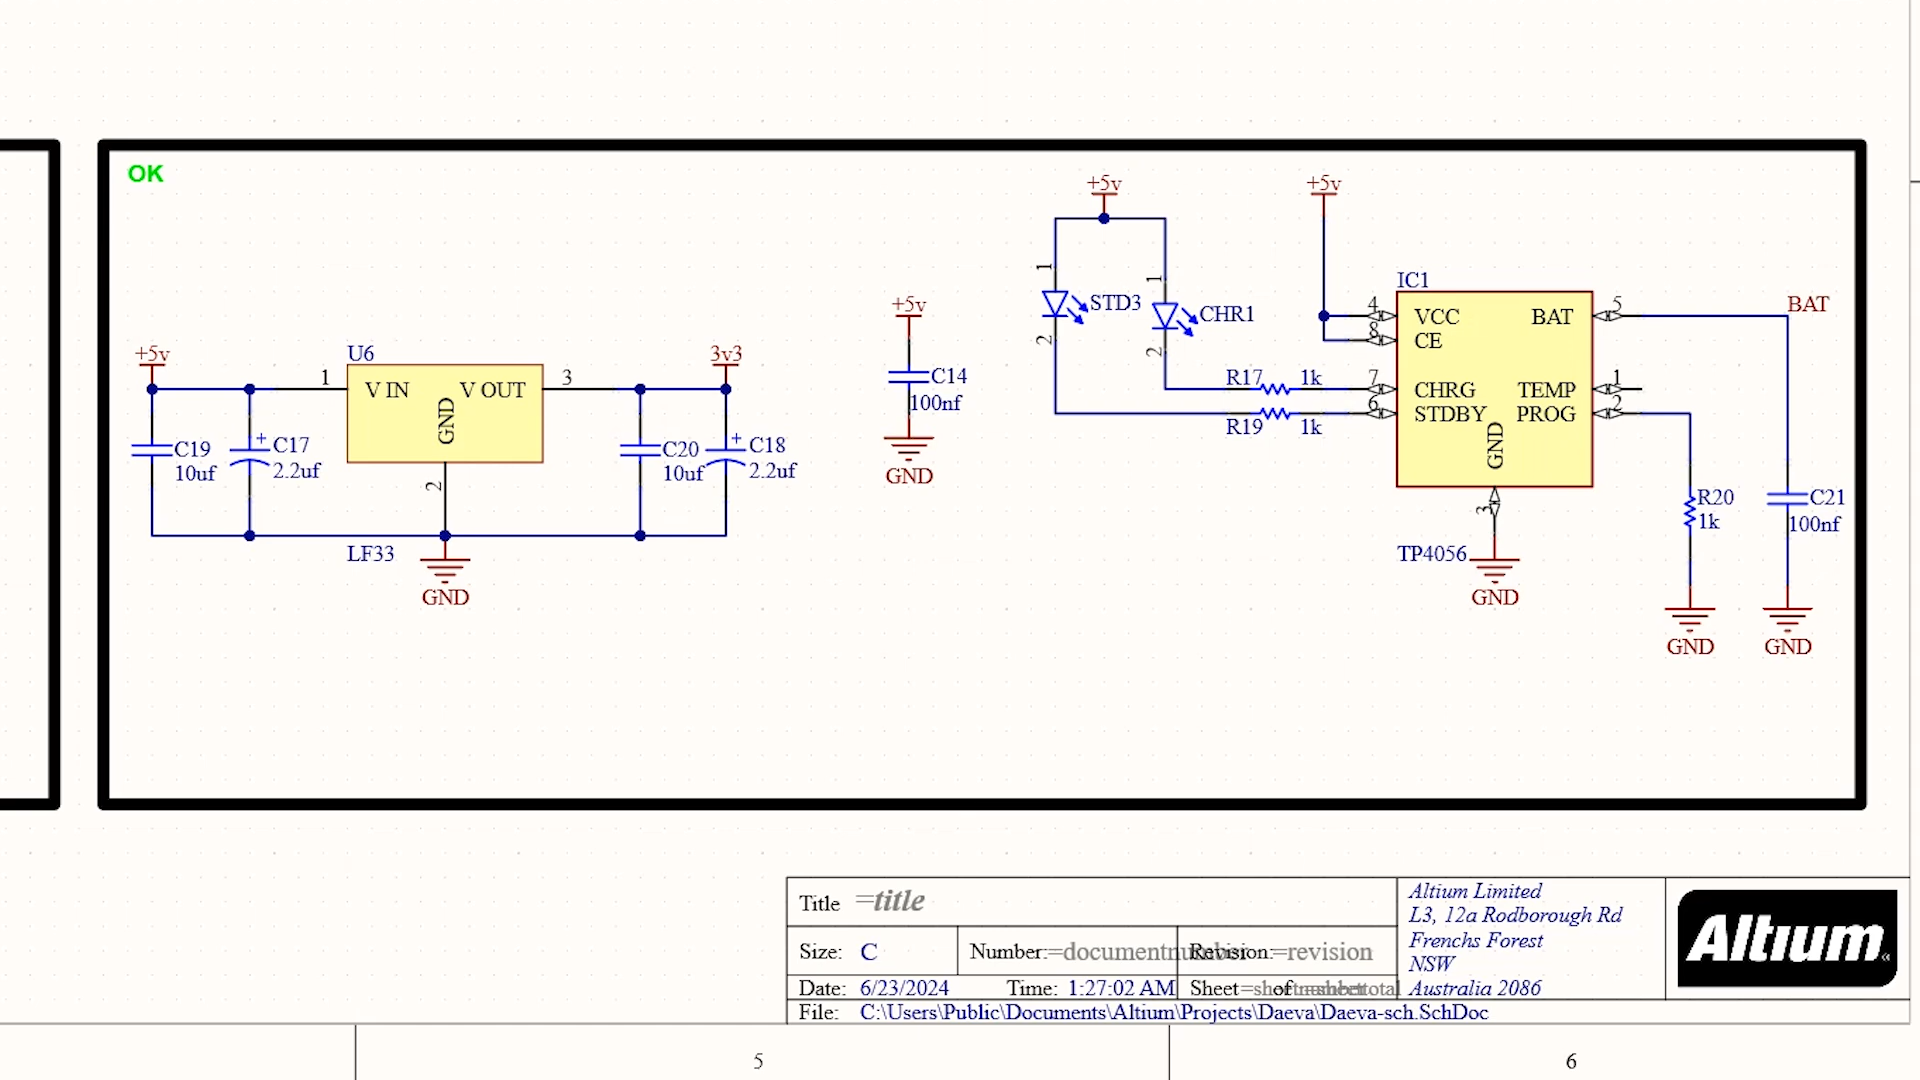 OK
+5v
U6
1
V IN
V OUT
GND
3
2
3v3
C19
10uf
+
C17
2.2uf
C20
10uf
+
C18
2.2uf
LF33
GND
+5v
C14
100nf
GND
+5v
1
STD3
2
1
CHR1
2
+5v
IC1
4
VCC
8
CE
BAT
5
BAT
R17
1k
7
CHRG
TEMP
1
R19
1k
6
STDBY
PROG
2
GND
3
TP4056
GND
R20
1k
GND
C21
100nf
GND
Title =title
Size: C
Number:=documentnumber
Revision:=revision
Date: 6/23/2024
Time: 1:27:02 AM
Sheet of
File: C:\Users\Public\Documents\Altium\Projects\Daeva\Daeva-sch.SchDoc
Altium Limited
L3, 12a Rodborough Rd
Frenchs Forest
NSW
Australia 2086
Altium
5
6